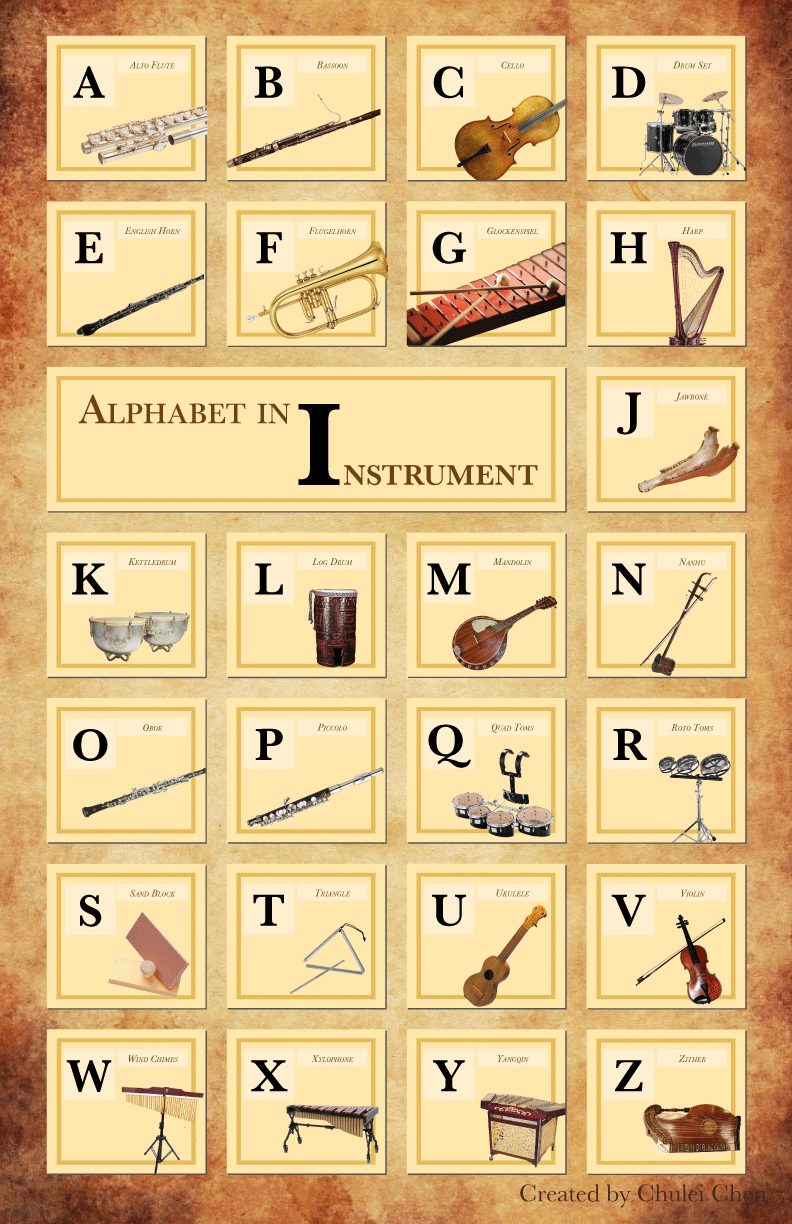 A Alto Flute
B Bassoon
C Cello
D Drum Set
E English Horn
F Flugelhorn
G Glockenspiel
H Harp
Alphabet in
Instrument
J Jawbone
K Kettledrum
L Log Drum
M Mandolin
N Nanhu
O Oboe
P Piccolo
Q Quad Toms
R Roto Toms
S Sand Block
T Triangle
U Ukulele
V Violin
W Wind Chimes
X Xylophone
Y Yangqin
Z Zither
Created by Chulei Chen